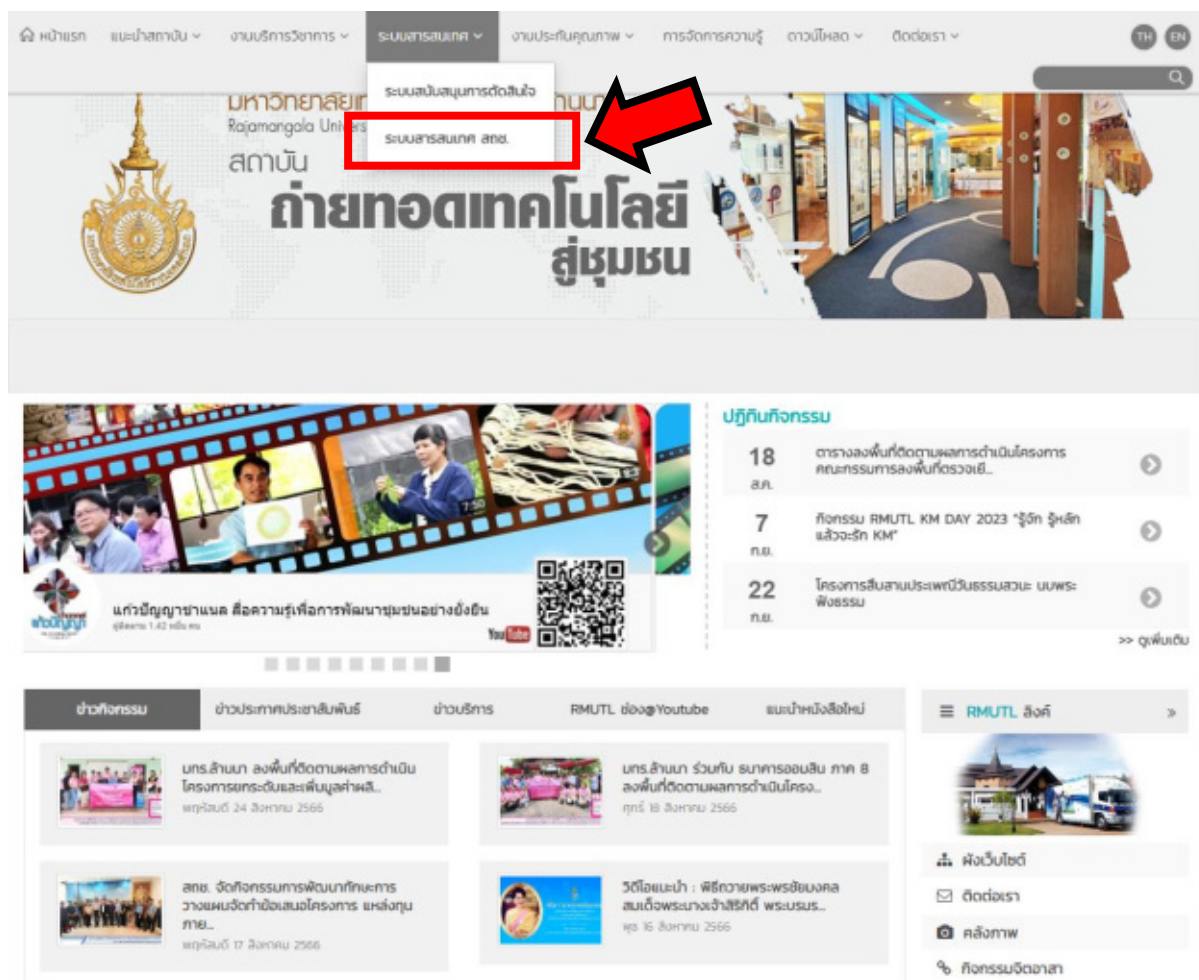 หน้าแรก แนะนำสถาบัน งานบริการวิชาการ ระบบสารสนเทศ งานประกันคุณภาพ การจัดการความรู้ ดาวน์โหลด ติดต่อเรา TH EN
ระบบสนับสนุนการตัดสินใจ
ระบบสารสนเทศ สถช.
Rajamangala Univers
สถาบัน
ถ่ายทอดเทคโนโลยี
สู่ชุมชน
ปฏิทินกิจกรรม
18
ส.ค.
ตารางลงพื้นที่ติดตามผลการดำเนินโครงการ
คณะกรรมการลงพื้นที่ตรวจเยี่...
7
ก.ย.
กิจกรรม RMUTL KM DAY 2023 "รู้จัก รู้หลัก
แล้วจะรัก KM"
22
ก.ย.
โครงการสืบสานประเพณีวันธรรมสวนะ นบพระ
ฟังธรรม
>> ดูเพิ่มเติม
7:50
แก้วปัญญา
แก้วปัญญาชาแนล สื่อความรู้เพื่อการพัฒนาชุมชนอย่างยั่งยืน
ผู้ติดตาม 1.42 หมื่น คน
YouTube
ข่าวกิจกรรม ข่าวประกาศประชาสัมพันธ์ ข่าวบริการ RMUTL ช่อง@Youtube แนะนำหนังสือใหม่
มทร.ล้านนา ลงพื้นที่ติดตามผลการดำเนิน
โครงการยกระดับและเพิ่มมูลค่าผลิ...
พฤหัสบดี 24 สิงหาคม 2566
มทร.ล้านนา ร่วมกับ ธนาคารออมสิน ภาค 8
ลงพื้นที่ติดตามผลการดำเนินโครง...
ศุกร์ 18 สิงหาคม 2566
สถช. จัดกิจกรรมการพัฒนาทักษะการ
วางแผนจัดทำข้อเสนอโครงการ แหล่งทุน
ภาย...
พฤหัสบดี 17 สิงหาคม 2566
วิดีโอแนะนำ : พิธีถวายพระพรชัยมงคล
สมเด็จพระนางเจ้าสิริกิติ์ พระบรมร...
พุธ 16 สิงหาคม 2566
RMUTL ลิงค์
ผังเว็บไซต์
ติดต่อเรา
คลังภาพ
กิจกรรมจิตอาสา